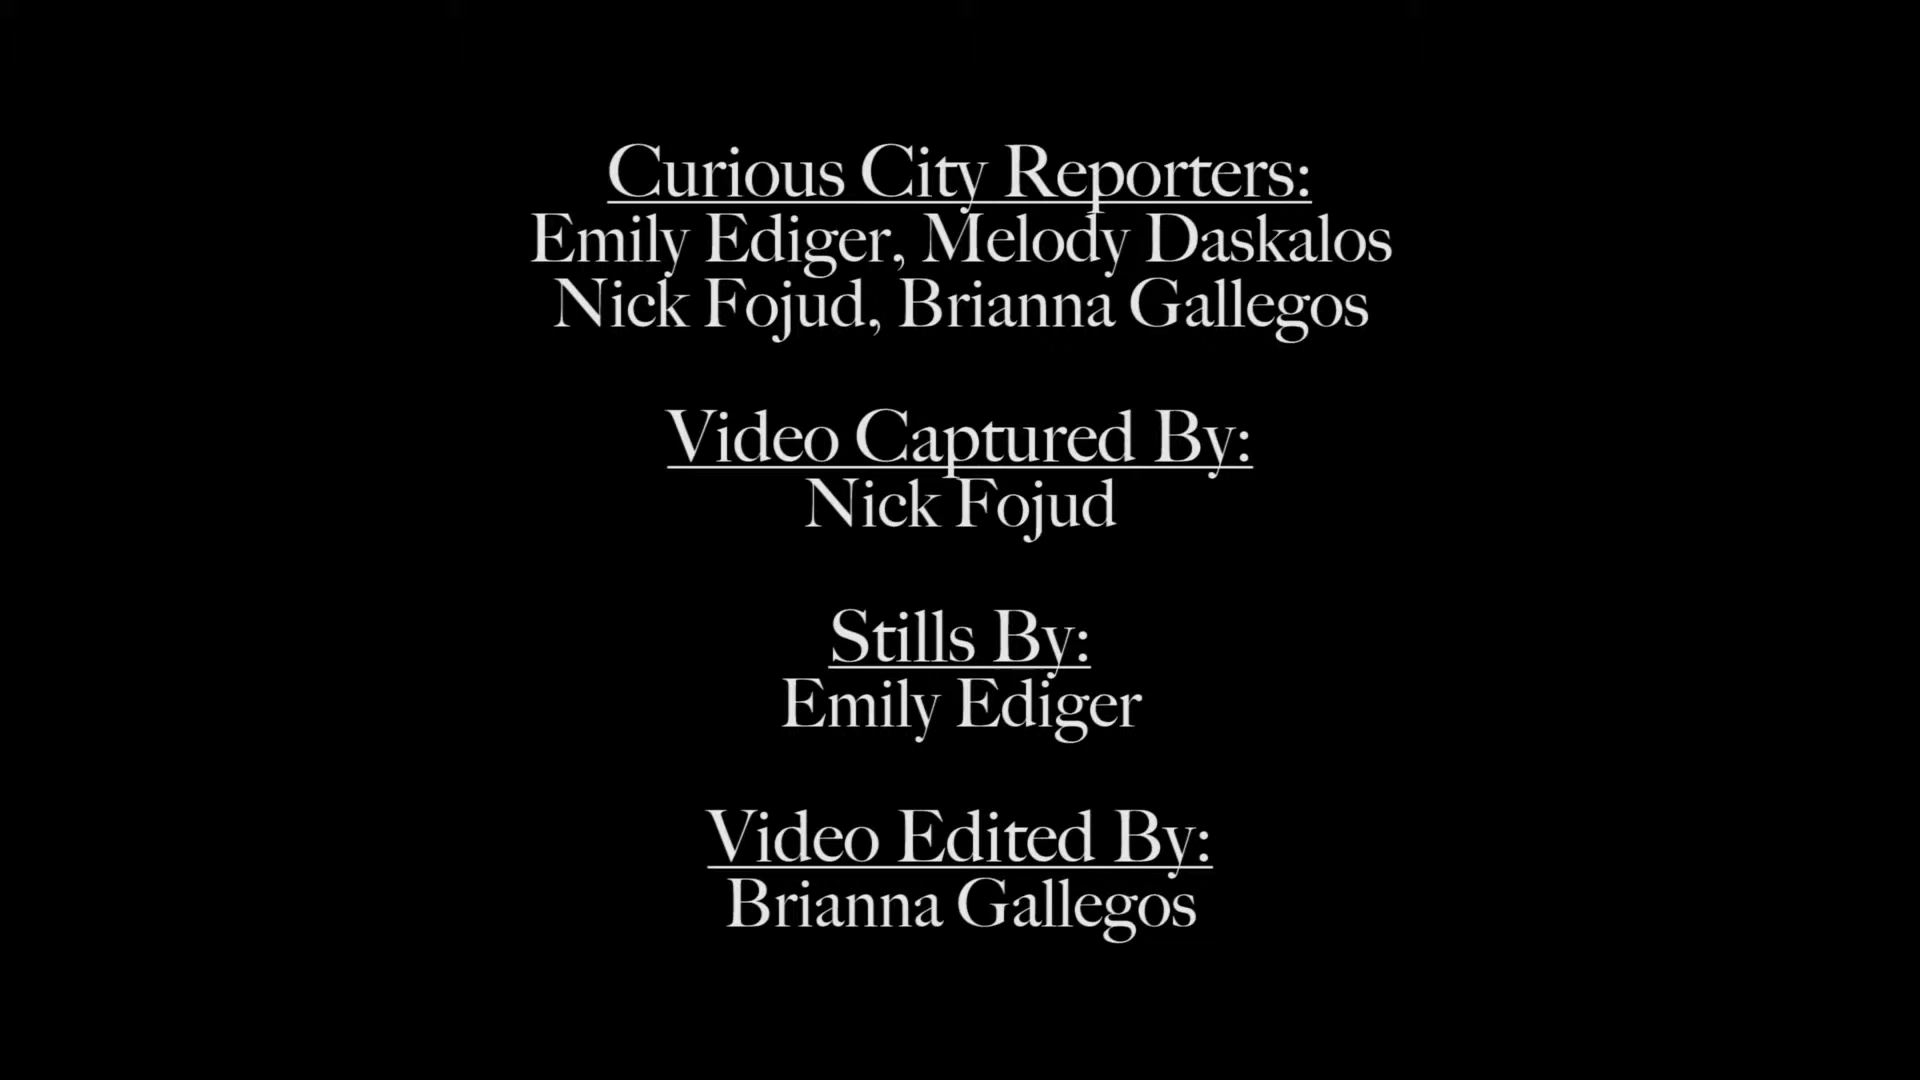 Curious City Reporters:
Emily Ediger, Melody Daskalos
Nick Fojud, Brianna Gallegos
Video Captured By:
Nick Fojud
Stills By:
Emily Ediger
Video Edited By:
Brianna Gallegos